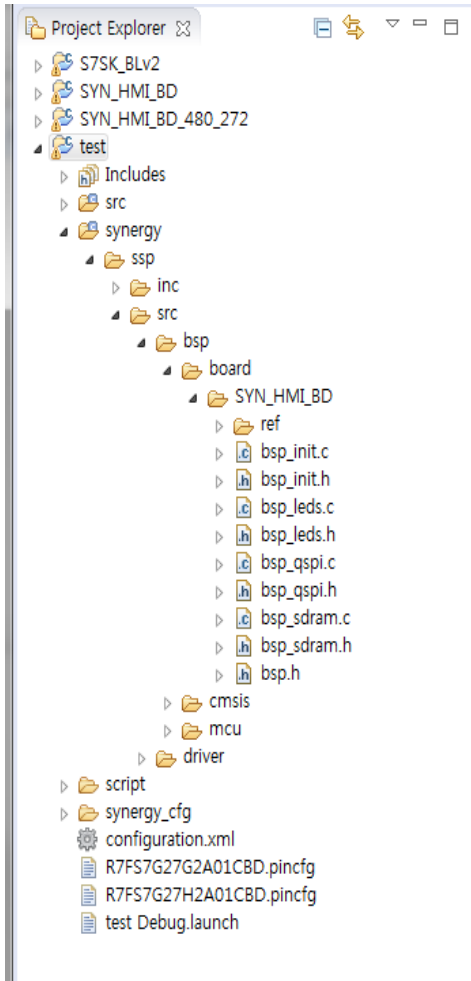 Project Explorer
S7SK_BLv2
SYN_HMI_BD
SYN_HMI_BD_480_272
test
Includes
src
synergy
ssp
inc
src
bsp
board
SYN_HMI_BD
ref
bsp_init.c
bsp_init.h
bsp_leds.c
bsp_leds.h
bsp_qspi.c
bsp_qspi.h
bsp_sdram.c
bsp_sdram.h
bsp.h
cmsis
mcu
driver
script
synergy_cfg
configuration.xml
R7FS7G27G2A01CBD.pincfg
R7FS7G27H2A01CBD.pincfg
test Debug.launch